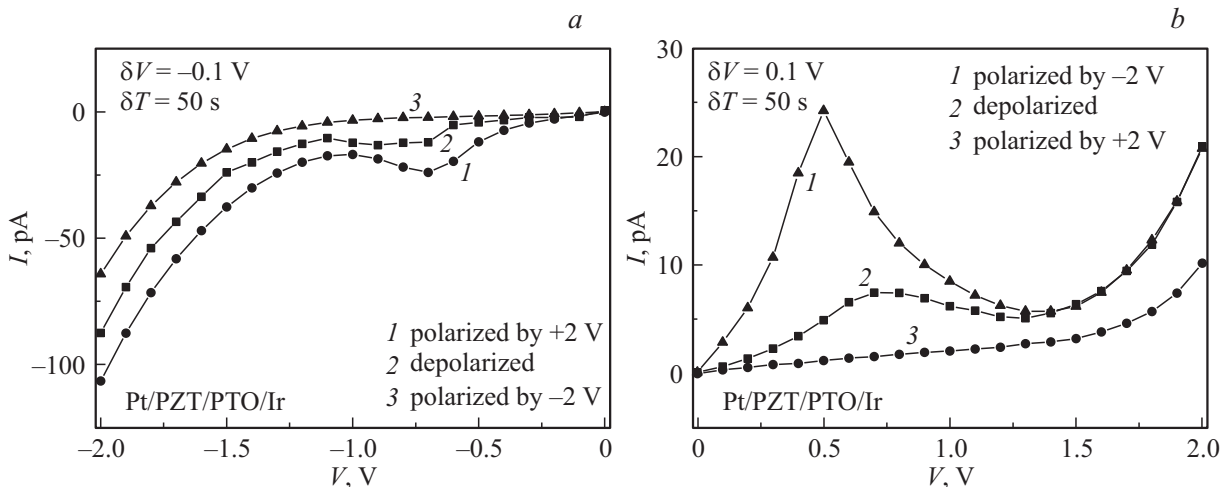 a
δV = –0.1 V
δT = 50 s
0
–50
–100
I, pA
3
2
1
1 polarized by +2 V
2 depolarized
3 polarized by –2 V
Pt/PZT/PTO/Ir
–2.0
–1.5
–1.0
–0.5
0
V, V
b
30
δV = 0.1 V
δT = 50 s
1 polarized by –2 V
2 depolarized
3 polarized by +2 V
20
10
0
I, pA
1
2
3
Pt/PZT/PTO/Ir
0
0.5
1.0
1.5
2.0
V, V